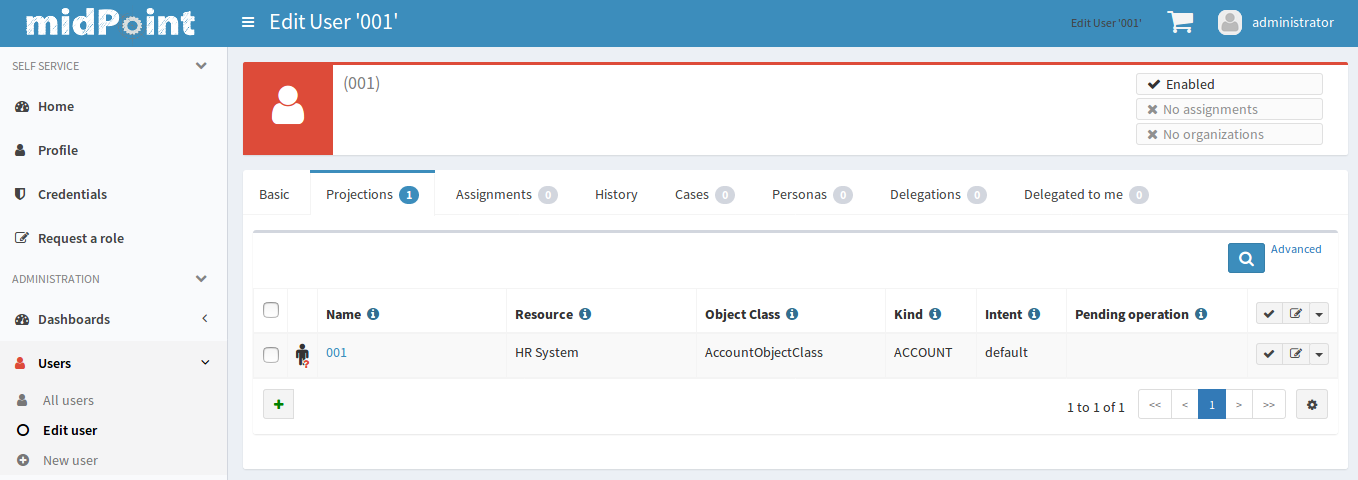 midPoint
Edit User '001'
Edit User '001'
administrator
SELF SERVICE
Home
Profile
Credentials
Request a role
ADMINISTRATION
Dashboards
Users
All users
Edit user
New user
(001)
Enabled
No assignments
No organizations
Basic
Projections 1
Assignments 0
History
Cases 0
Personas 0
Delegations 0
Delegated to me 0
Advanced
Name Resource Object Class Kind Intent Pending operation
001 HR System AccountObjectClass ACCOUNT default
1 to 1 of 1 << < 1 > >>